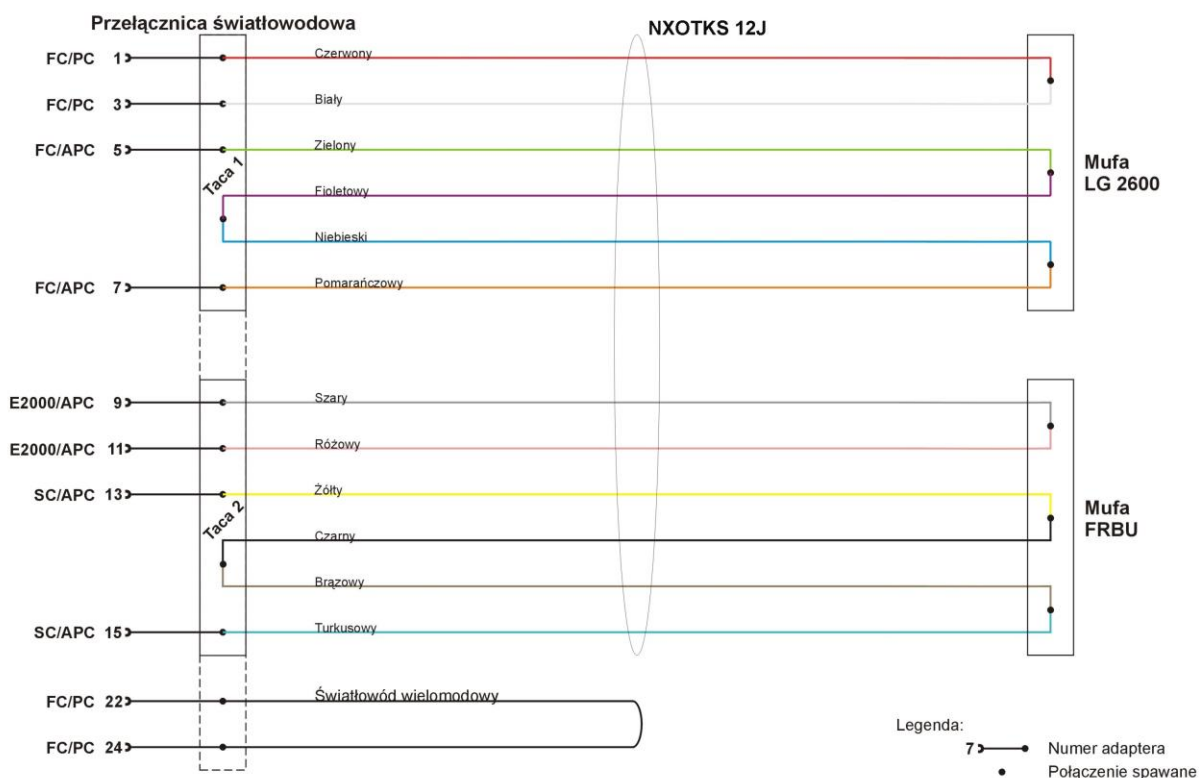 Przełącznica światłowodowa
NXOTKS 12J
FC/PC 1
Czerwony
FC/PC 3
Biały
FC/APC 5
Zielony
Taca 1
Fioletowy
Mufa
LG 2600
Niebieski
FC/APC 7
Pomarańczowy
E2000/APC 9
Szary
E2000/APC 11
Różowy
SC/APC 13
Żółty
Taca 2
Czarny
Mufa
FRBU
Brązowy
SC/APC 15
Turkusowy
FC/PC 22
Światłowód wielomodowy
FC/PC 24
Legenda:
7 Numer adaptera
Połączenie spawane